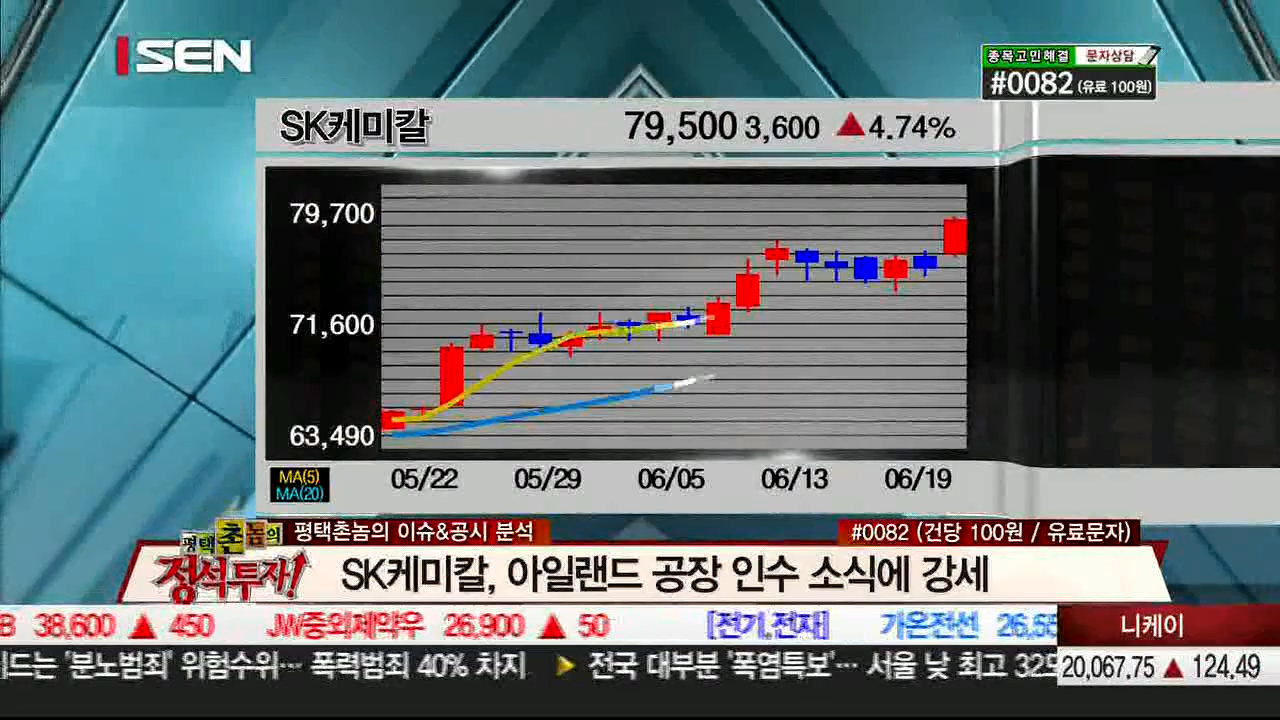 SEN
종목고민해결 문자상담
#0082 (유료 100원)
SK케미칼 79,500 3,600 ▲4.74%
79,700
71,600
63,490
MA(5)
MA(20)
05/22 05/29 06/05 06/13 06/19
평택촌놈의 정석투자!
평택촌놈의 이슈&공시 분석
#0082 (건당 100원 / 유료문자)
SK케미칼, 아일랜드 공장 인수 소식에 강세
38,600 ▲ 450 JW중외제약우 26,900 ▲ 50 [전기,전자] 가온전선
니케이
드는 '분노범죄' 위험수위… 폭력범죄 40% 차지 ▶ 전국 대부분 '폭염특보'… 서울 낮 최고
20,067.75 ▲ 124.49